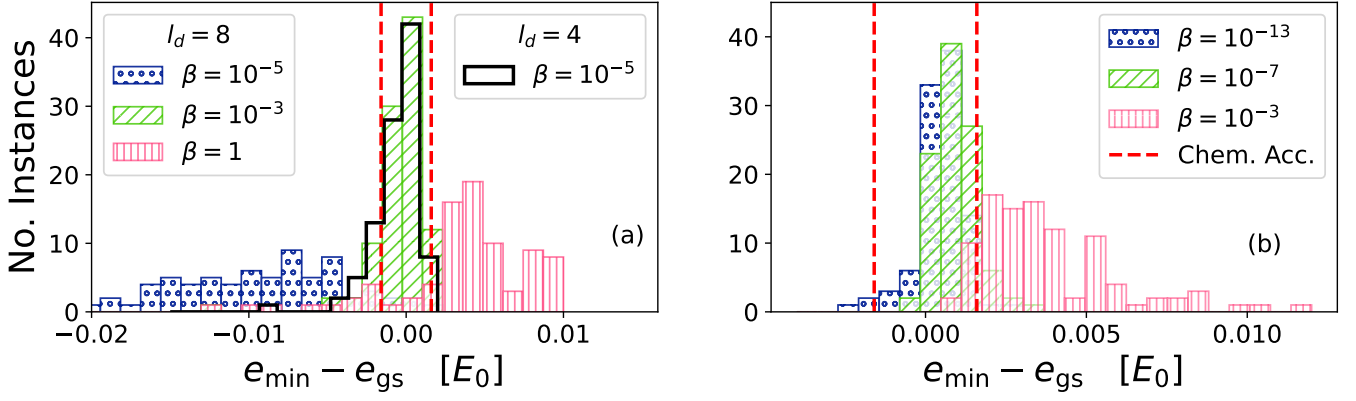 No. Instances
40
30
20
10
0
l_d = 8
β = 10⁻⁵
β = 10⁻³
β = 1
l_d = 4
β = 10⁻⁵
(a)
−0.02 −0.01 0.00 0.01
e_min − e_gs [E_0]
40
30
20
10
0
β = 10⁻¹³
β = 10⁻⁷
β = 10⁻³
Chem. Acc.
(b)
0.000 0.005 0.010
e_min − e_gs [E_0]